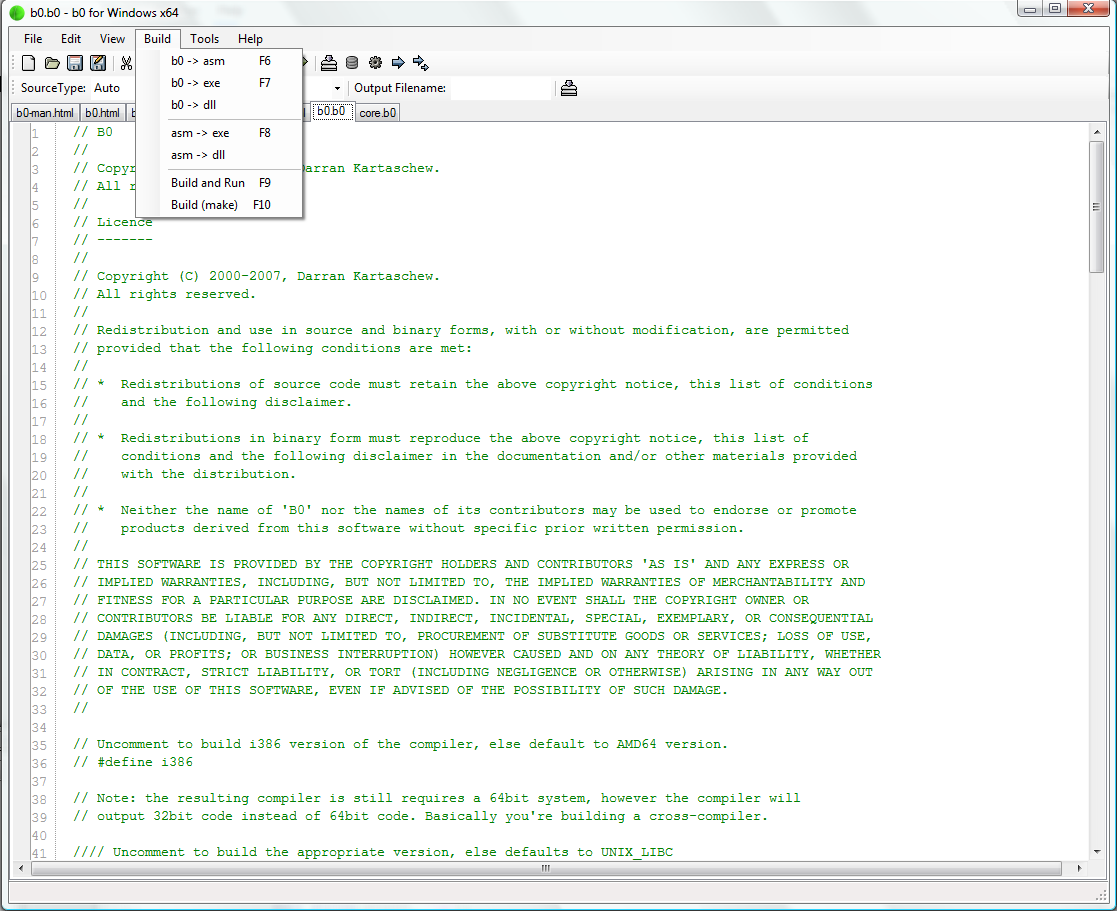 b0.b0 - b0 for Windows x64
File Edit View Build Tools Help
b0 -> asm F6
b0 -> exe F7
b0 -> dll
asm -> exe F8
asm -> dll
Build and Run F9
Build (make) F10
SourceType: Auto Output Filename:
b0-man.html b0.html b0.b0 core.b0
1 // B0
2 //
3 // Copyr arran Kartaschew.
4 // All r
5 //
6 // Licence
7 // -------
8 //
9 // Copyright (C) 2000-2007, Darran Kartaschew.
10 // All rights reserved.
11 //
12 // Redistribution and use in source and binary forms, with or without modification, are permitted
13 // provided that the following conditions are met:
14 //
15 // * Redistributions of source code must retain the above copyright notice, this list of conditions
16 // and the following disclaimer.
17 //
18 // * Redistributions in binary form must reproduce the above copyright notice, this list of
19 // conditions and the following disclaimer in the documentation and/or other materials provided
20 // with the distribution.
21 //
22 // * Neither the name of 'B0' nor the names of its contributors may be used to endorse or promote
23 // products derived from this software without specific prior written permission.
24 //
25 // THIS SOFTWARE IS PROVIDED BY THE COPYRIGHT HOLDERS AND CONTRIBUTORS 'AS IS' AND ANY EXPRESS OR
26 // IMPLIED WARRANTIES, INCLUDING, BUT NOT LIMITED TO, THE IMPLIED WARRANTIES OF MERCHANTABILITY AND
27 // FITNESS FOR A PARTICULAR PURPOSE ARE DISCLAIMED. IN NO EVENT SHALL THE COPYRIGHT OWNER OR
28 // CONTRIBUTORS BE LIABLE FOR ANY DIRECT, INDIRECT, INCIDENTAL, SPECIAL, EXEMPLARY, OR CONSEQUENTIAL
29 // DAMAGES (INCLUDING, BUT NOT LIMITED TO, PROCUREMENT OF SUBSTITUTE GOODS OR SERVICES; LOSS OF USE,
30 // DATA, OR PROFITS; OR BUSINESS INTERRUPTION) HOWEVER CAUSED AND ON ANY THEORY OF LIABILITY, WHETHER
31 // IN CONTRACT, STRICT LIABILITY, OR TORT (INCLUDING NEGLIGENCE OR OTHERWISE) ARISING IN ANY WAY OUT
32 // OF THE USE OF THIS SOFTWARE, EVEN IF ADVISED OF THE POSSIBILITY OF SUCH DAMAGE.
33 //
34
35 // Uncomment to build i386 version of the compiler, else default to AMD64 version.
36 // #define i386
37
38 // Note: the resulting compiler is still requires a 64bit system, however the compiler will
39 // output 32bit code instead of 64bit code. Basically you're building a cross-compiler.
40
41 //// Uncomment to build the appropriate version, else defaults to UNIX_LIBC